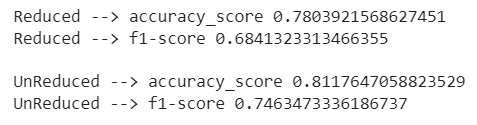 Reduced --> accuracy_score 0.7803921568627451
Reduced --> f1-score 0.6841323313466355
UnReduced --> accuracy_score 0.8117647058823529
UnReduced --> f1-score 0.7463473336186737